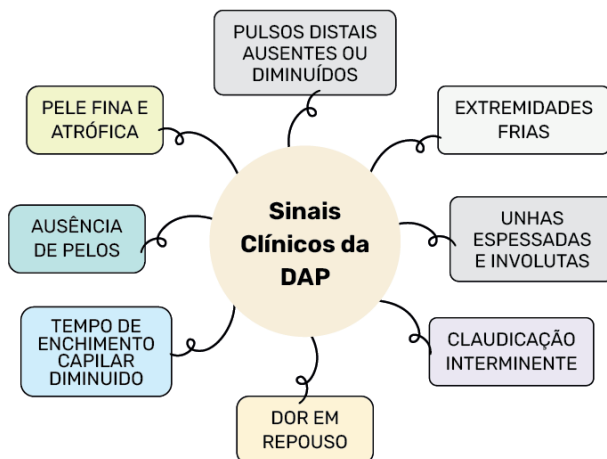 PULSOS DISTAIS
AUSENTES OU
DIMINUÍDOS
PELE FINA E
ATRÓFICA
EXTREMIDADES
FRIAS
Sinais
Clínicos da
DAP
AUSÊNCIA
DE PELOS
UNHAS
ESPESSADAS
E INVOLUTAS
TEMPO DE
ENCHIMENTO
CAPILAR
DIMINUIDO
CLAUDICAÇÃO
INTERMINENTE
DOR EM
REPOUSO